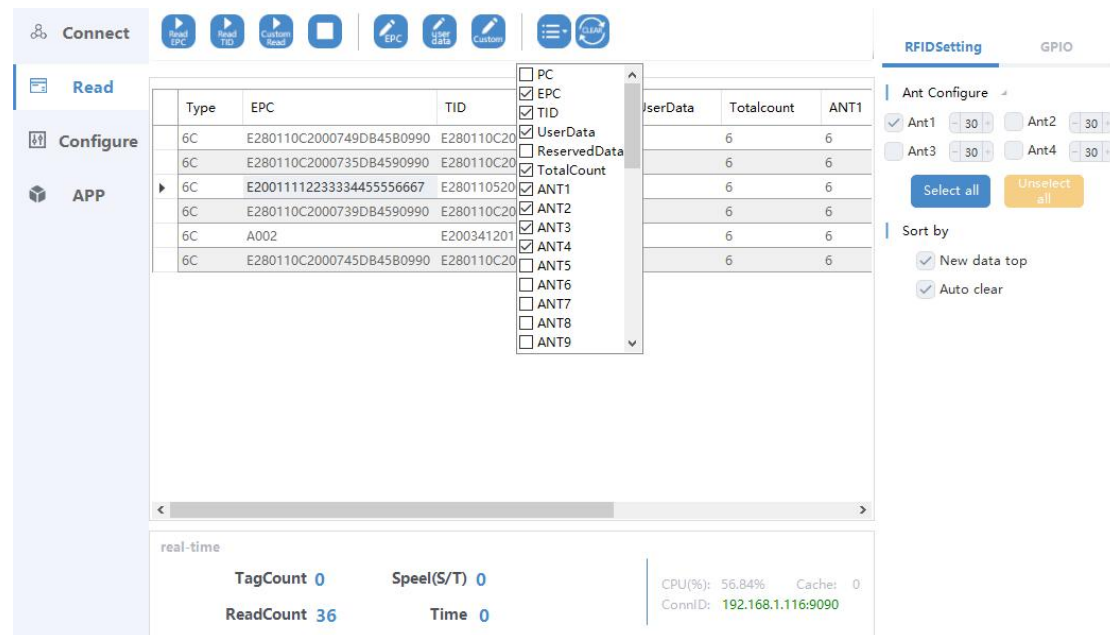 Connect
Read
Configure
APP
Read EPC
Read TID
Custom Read
EPC
user data
Custom
CLEAR
Type EPC TID UserData Totalcount ANT1
6C E280110C2000749DB45B0990 E280110C20 6 6
6C E280110C2000735DB4590990 E280110C20 6 6
6C E20011112233334455556667 E280110520 6 6
6C E280110C2000739DB4590990 E280110C20 6 6
6C A002 E200341201 6 6
6C E280110C2000745DB45B0990 E280110C20 6 6
PC
EPC
TID
UserData
ReservedData
TotalCount
ANT1
ANT2
ANT3
ANT4
ANT5
ANT6
ANT7
ANT8
ANT9
real-time
TagCount 0 Speel(S/T) 0
ReadCount 36 Time 0
CPU(%): 56.84% Cache: 0
ConnID: 192.168.1.116:9090
RFIDSetting GPIO
Ant Configure
Ant1 - 30 + Ant2 - 30 +
Ant3 - 30 + Ant4 - 30 +
Select all
Unselect
all
Sort by
New data top
Auto clear